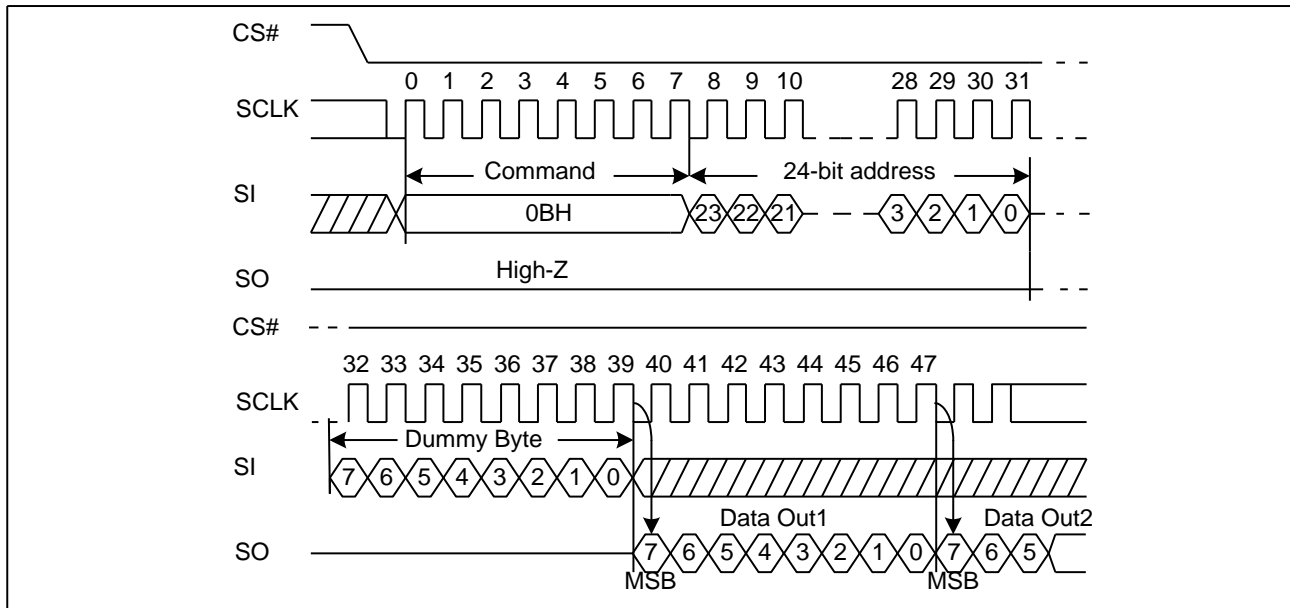 CS#
0 1 2 3 4 5 6 7 8 9 10 28 29 30 31
SCLK
Command 24-bit address
SI
0BH 23 22 21 3 2 1 0
High-Z
SO
CS#
32 33 34 35 36 37 38 39 40 41 42 43 44 45 46 47
SCLK
Dummy Byte
SI
7 6 5 4 3 2 1 0
Data Out1 Data Out2
SO
7 6 5 4 3 2 1 0 7 6 5
MSB MSB